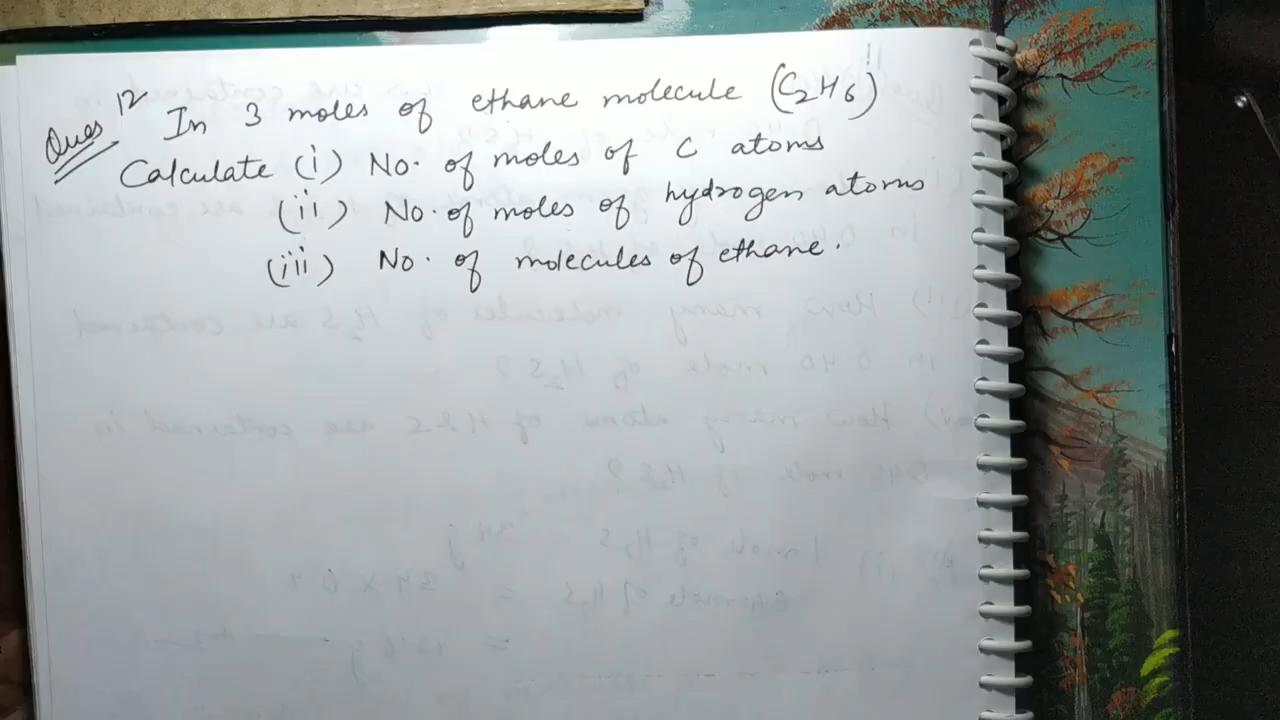 Ques 12 In 3 moles of ethane molecule (C2H6)
Calculate (i) No. of moles of C atoms
(ii) No. of moles of hydrogen atoms
(iii) No. of molecules of ethane.